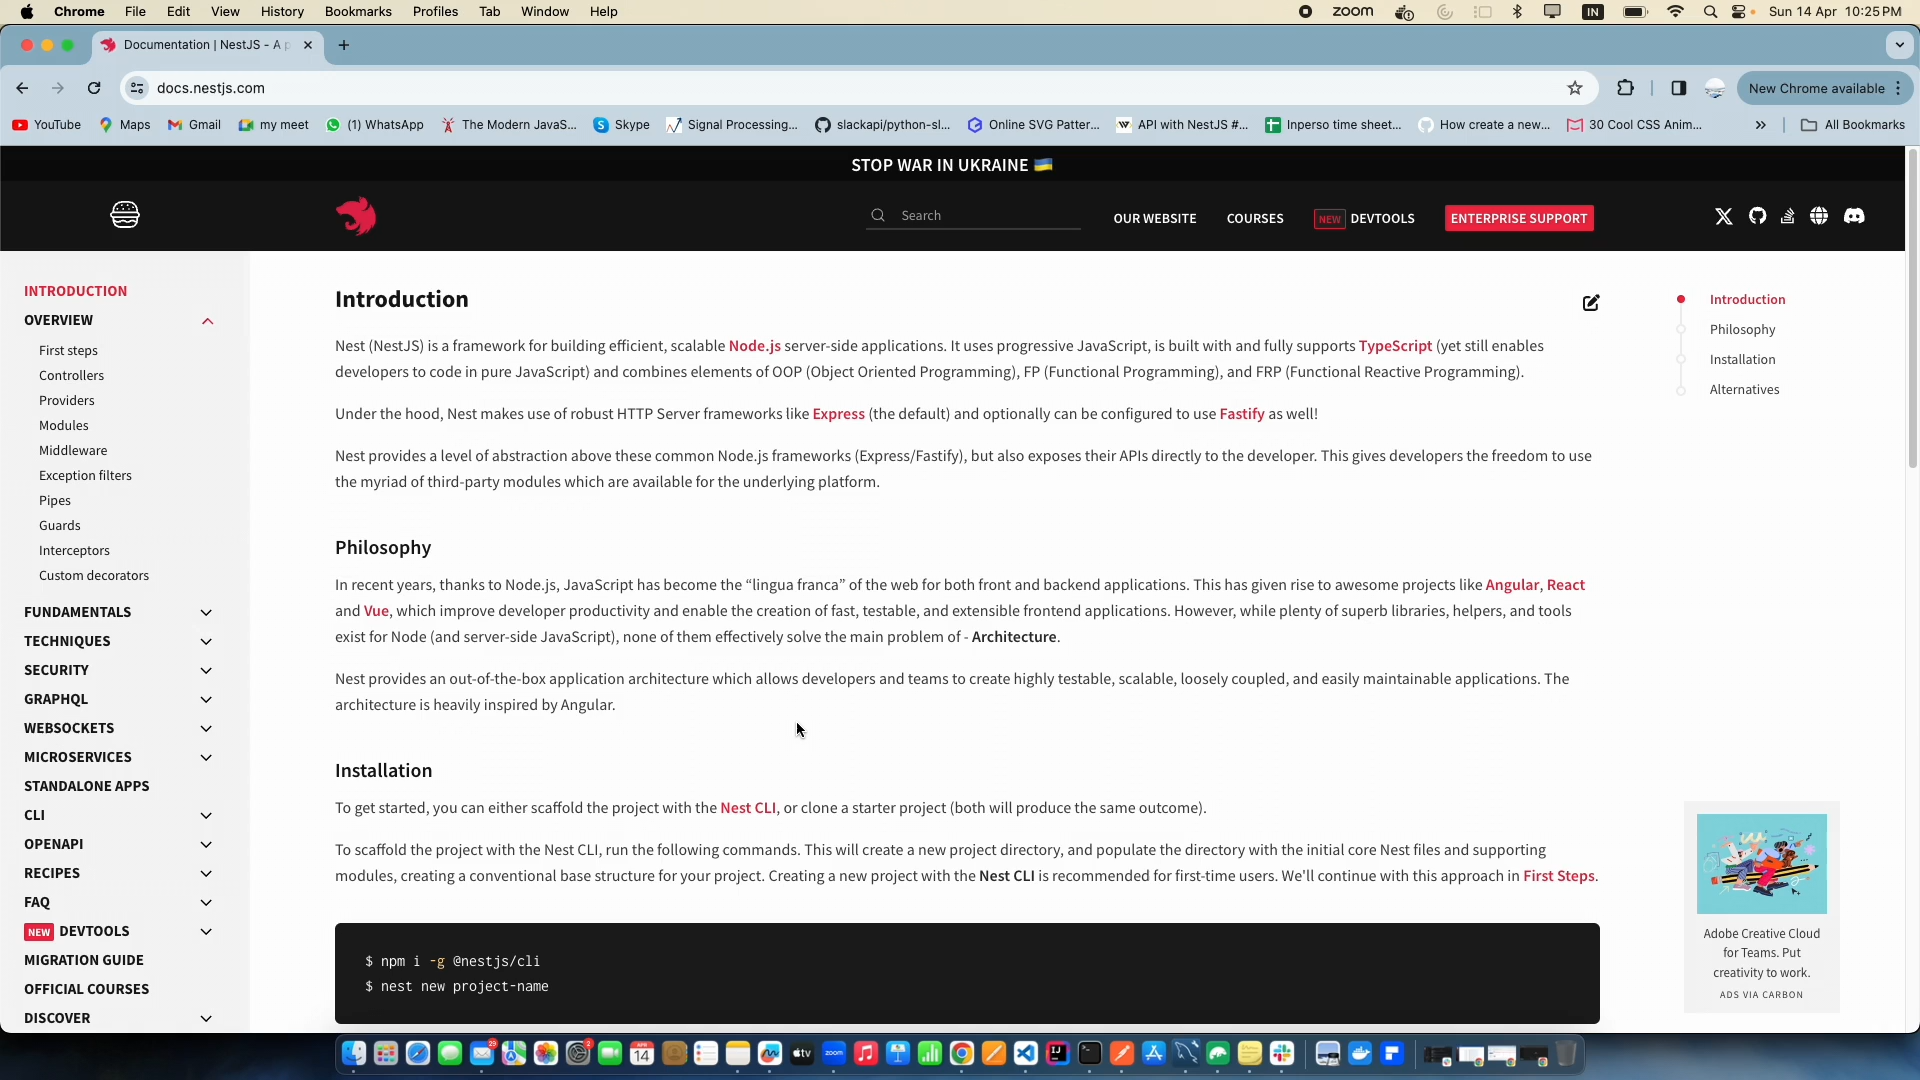 Chrome File Edit View History Bookmarks Profiles Tab Window Help zoom IN Sun 14 Apr 10:25 PM
Documentation | NestJS - A p
docs.nestjs.com New Chrome available
YouTube Maps Gmail my meet (1) WhatsApp The Modern JavaS... Skype Signal Processing... slackapi/python-sl... Online SVG Patter... API with NestJS #... Inperso time sheet... How create a new... 30 Cool CSS Anim... » All Bookmarks
STOP WAR IN UKRAINE 🇺🇦
Search OUR WEBSITE COURSES NEW DEVTOOLS ENTERPRISE SUPPORT
INTRODUCTION
OVERVIEW
First steps
Controllers
Providers
Modules
Middleware
Exception filters
Pipes
Guards
Interceptors
Custom decorators
FUNDAMENTALS
TECHNIQUES
SECURITY
GRAPHQL
WEBSOCKETS
MICROSERVICES
STANDALONE APPS
CLI
OPENAPI
RECIPES
FAQ
NEW DEVTOOLS
MIGRATION GUIDE
OFFICIAL COURSES
DISCOVER
Introduction
Nest (NestJS) is a framework for building efficient, scalable Node.js server-side applications. It uses progressive JavaScript, is built with and fully supports TypeScript (yet still enables
developers to code in pure JavaScript) and combines elements of OOP (Object Oriented Programming), FP (Functional Programming), and FRP (Functional Reactive Programming).
Under the hood, Nest makes use of robust HTTP Server frameworks like Express (the default) and optionally can be configured to use Fastify as well!
Nest provides a level of abstraction above these common Node.js frameworks (Express/Fastify), but also exposes their APIs directly to the developer. This gives developers the freedom to use
the myriad of third-party modules which are available for the underlying platform.
Philosophy
In recent years, thanks to Node.js, JavaScript has become the “lingua franca” of the web for both front and backend applications. This has given rise to awesome projects like Angular, React
and Vue, which improve developer productivity and enable the creation of fast, testable, and extensible frontend applications. However, while plenty of superb libraries, helpers, and tools
exist for Node (and server-side JavaScript), none of them effectively solve the main problem of - Architecture.
Nest provides an out-of-the-box application architecture which allows developers and teams to create highly testable, scalable, loosely coupled, and easily maintainable applications. The
architecture is heavily inspired by Angular.
Installation
To get started, you can either scaffold the project with the Nest CLI, or clone a starter project (both will produce the same outcome).
To scaffold the project with the Nest CLI, run the following commands. This will create a new project directory, and populate the directory with the initial core Nest files and supporting
modules, creating a conventional base structure for your project. Creating a new project with the Nest CLI is recommended for first-time users. We'll continue with this approach in First Steps.
$ npm i -g @nestjs/cli
$ nest new project-name
Introduction
Philosophy
Installation
Alternatives
Adobe Creative Cloud
for Teams. Put
creativity to work.
ADS VIA CARBON